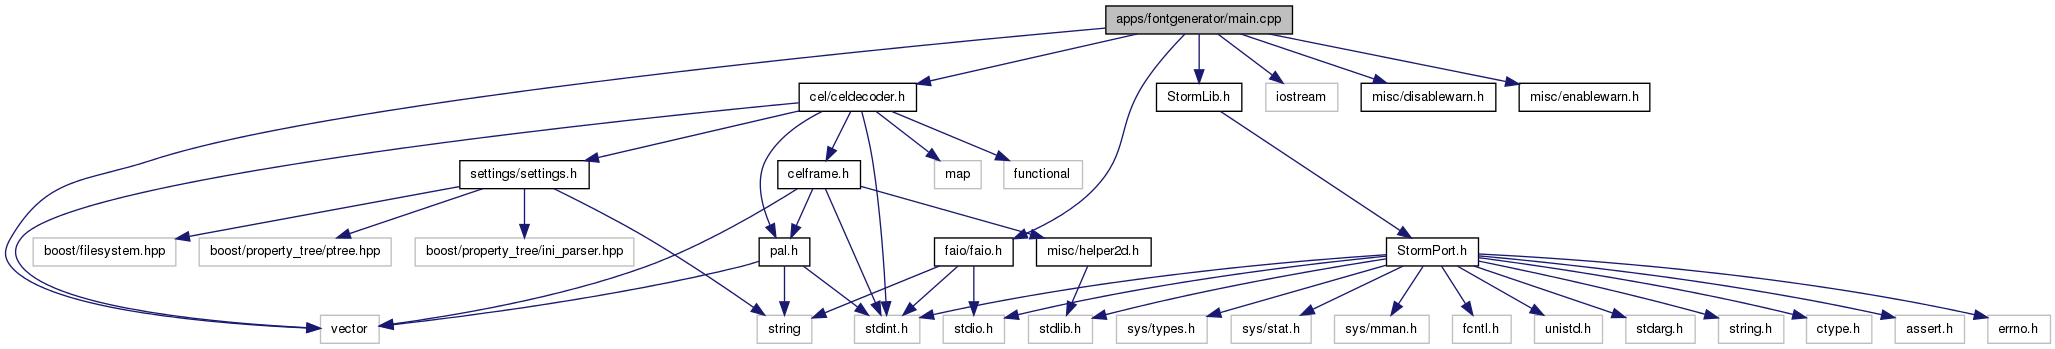 apps/fontgenerator/main.cpp
cel/celdecoder.h
StormLib.h
iostream
misc/disablewarn.h
misc/enablewarn.h
settings/settings.h
celframe.h
map
functional
boost/filesystem.hpp
boost/property_tree/ptree.hpp
boost/property_tree/ini_parser.hpp
pal.h
faio/faio.h
misc/helper2d.h
StormPort.h
vector
string
stdint.h
stdio.h
stdlib.h
sys/types.h
sys/stat.h
sys/mman.h
fcntl.h
unistd.h
stdarg.h
string.h
ctype.h
assert.h
errno.h